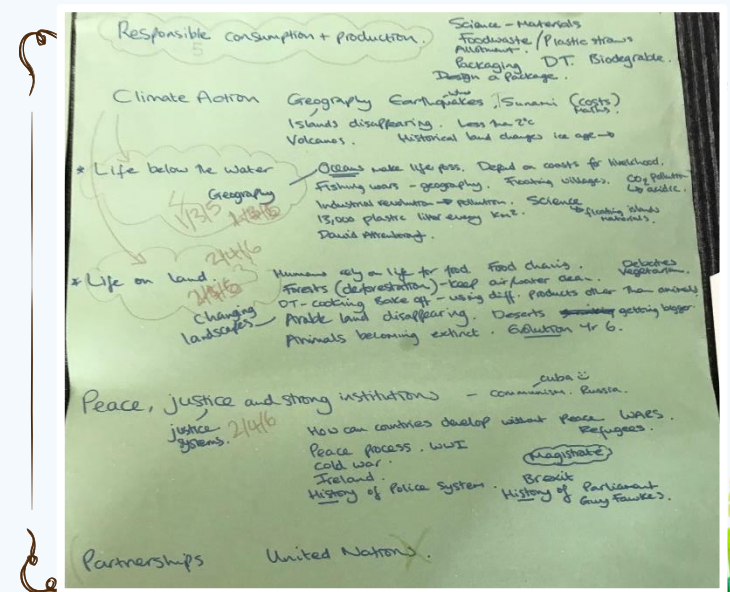 Responsible consumption + production. Science - Materials
5 Foodwaste / Plastic straws
Allotment.
Packaging DT. Biodegrable.
Design a Package.
Climate Action Geography Earthquakes, Tsunami (costs)
Maths.
Islands disappearing. Less than 2°c
Volcanos. Historical land changes ice age →
* Life below the water Oceans make life poss. Depend on coasts for livelihood.
Geography Fishing wars - geography. Floating villages. CO2 pollution
↳ acidic.
1/3/5 Industrial revolution → pollution. Science
→ floating islands
materials.
13,000 plastic litter every km2.
David Attenborough.
2/4/6
* Life on land. Humans rely on life for food. Food chains. Debates
Vegetarian.
Forests (deforestation) - keep air/water clean.
DT - cooking Bake off - using diff. products other than animals
Changing
landscapes Arable land disappearing. Deserts getting bigger
Animals becoming extinct. Evolution Yr 6.
Peace, justice and strong institutions - communism. Russia.
cuba
justice
systems. 2/4/6 How can countries develop without Peace WARS.
Refugees.
Peace process. WWI
Cold war. Magistrate
Ireland. Brexit
History of Police System. History of Parliament
Guy Fawkes.
Partnerships United Nations.